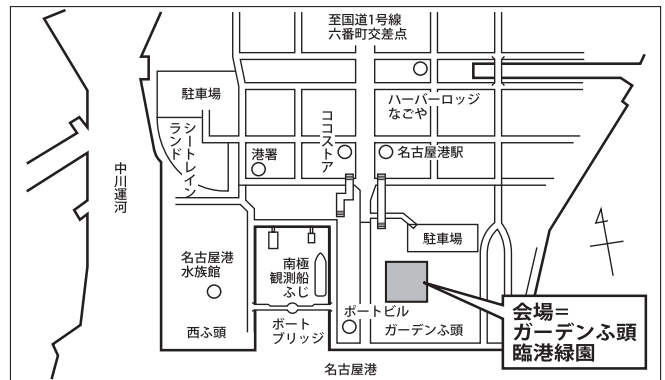 至国道1号線
六番町交差点
駐車場
ハーバーロッジ
なごや
シートレイン
ランド
ココストア
港署
名古屋港駅
中川運河
駐車場
名古屋港
水族館
南極
観測船
ふじ
ポートビル
ポート
ブリッジ
西ふ頭
ガーデンふ頭
会場=
ガーデンふ頭
臨港緑園
名古屋港